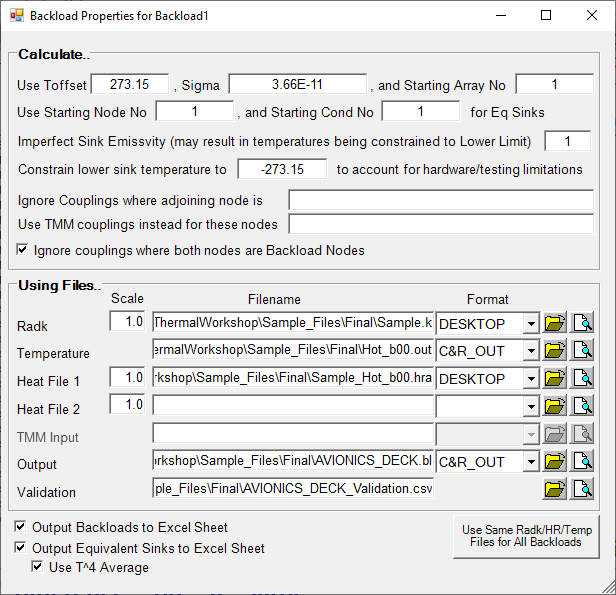 Backload Properties for Backload1
Calculate..
Use Toffset 273.15 , Sigma 3.66E-11 , and Starting Array No 1
Use Starting Node No 1 , and Starting Cond No 1 for Eq Sinks
Imperfect Sink Emissvity (may result in temperatures being constrained to Lower Limit) 1
Constrain lower sink temperature to -273.15 to account for hardware/testing limitations
Ignore Couplings where adjoining node is
Use TMM couplings instead for these nodes
Ignore couplings where both nodes are Backload Nodes
Using Files..
Scale Filename Format
Radk 1.0 ThermalWorkshop\Sample_Files\Final\Sample.k DESKTOP
Temperature ermalWorkshop\Sample_Files\Final\Hot_b00.out C&R_OUT
Heat File 1 1.0 rkshop\Sample_Files\Final\Sample_Hot_b00.hra DESKTOP
Heat File 2 1.0
TMM Input
Output orkshop\Sample_Files\Final\AVIONICS_DECK.bl C&R_OUT
Validation ple_Files\Final\AVIONICS_DECK_Validation.csv
Output Backloads to Excel Sheet
Output Equivalent Sinks to Excel Sheet
Use T^4 Average
Use Same Radk/HR/Temp
Files for All Backloads